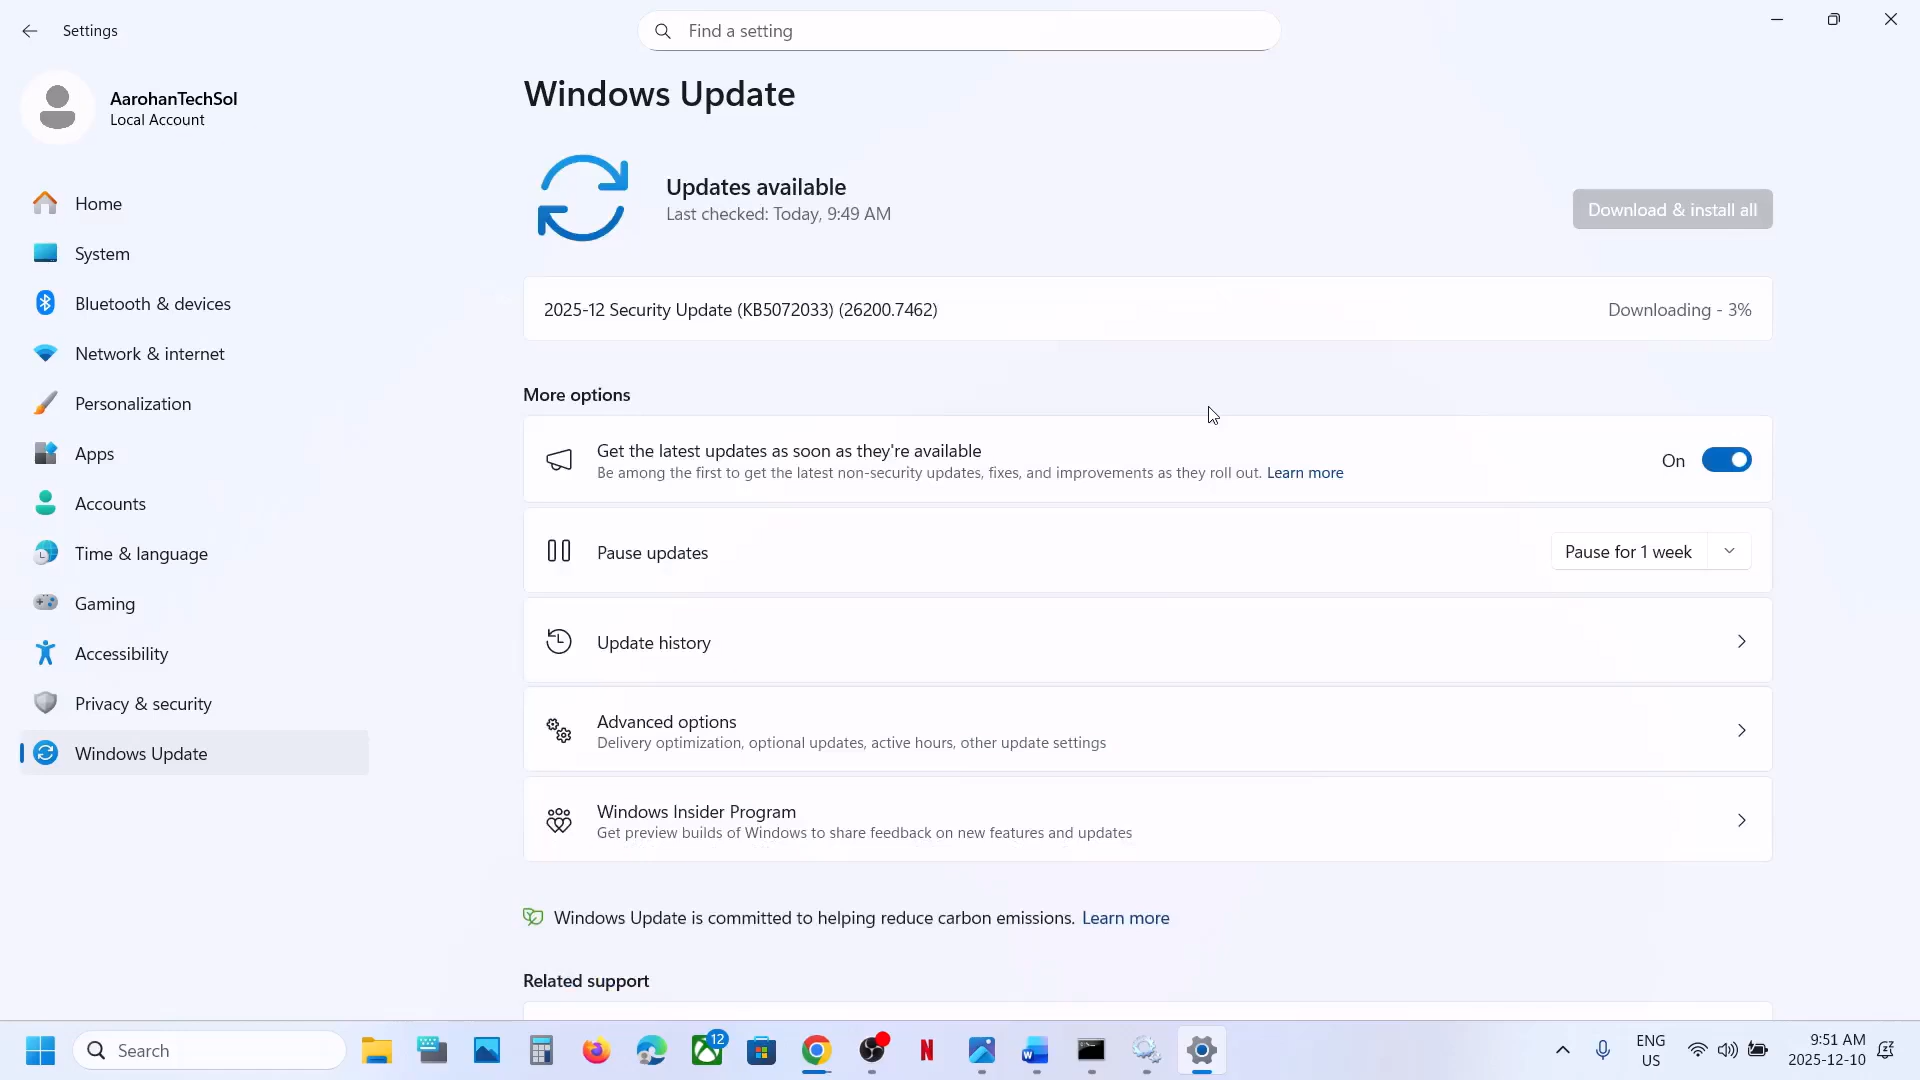 Settings
Find a setting
AarohanTechSol
Local Account
Home
System
Bluetooth & devices
Network & internet
Personalization
Apps
Accounts
Time & language
Gaming
Accessibility
Privacy & security
Windows Update
Windows Update
Updates available
Last checked: Today, 9:49 AM
Download & install all
2025-12 Security Update (KB5072033) (26200.7462)
Downloading - 3%
More options
Get the latest updates as soon as they're available
Be among the first to get the latest non-security updates, fixes, and improvements as they roll out. Learn more
On
Pause updates
Pause for 1 week
Update history
Advanced options
Delivery optimization, optional updates, active hours, other update settings
Windows Insider Program
Get preview builds of Windows to share feedback on new features and updates
Windows Update is committed to helping reduce carbon emissions. Learn more
Related support
Search
12
N
W
ENG
US
9:51 AM
2025-12-10